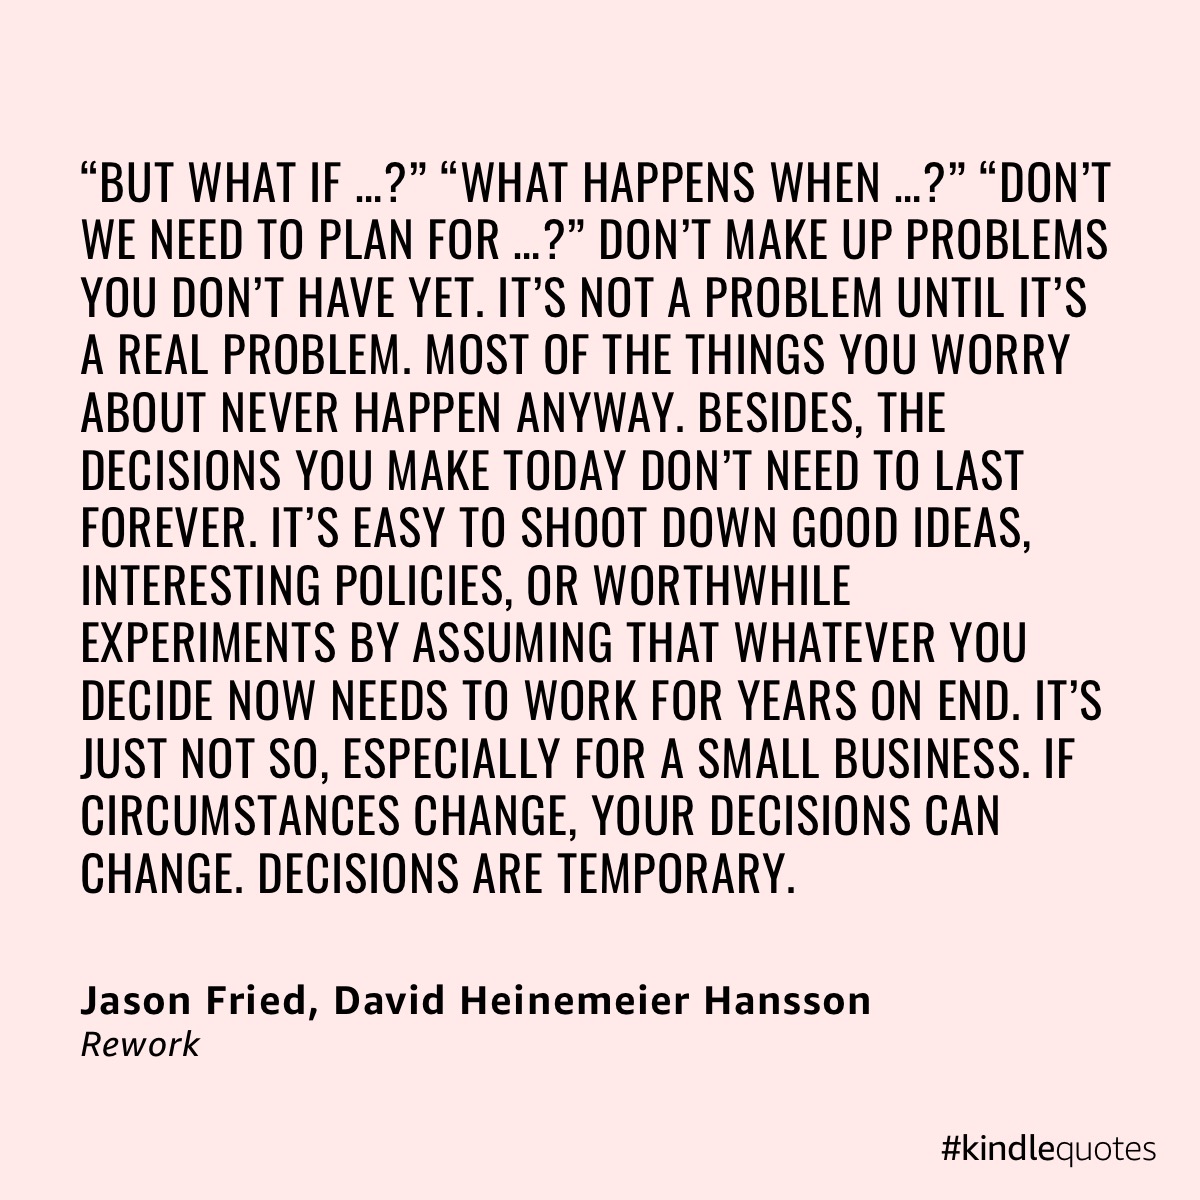 “BUT WHAT IF …?” “WHAT HAPPENS WHEN …?” “DON’T
WE NEED TO PLAN FOR …?” DON’T MAKE UP PROBLEMS
YOU DON’T HAVE YET. IT’S NOT A PROBLEM UNTIL IT’S
A REAL PROBLEM. MOST OF THE THINGS YOU WORRY
ABOUT NEVER HAPPEN ANYWAY. BESIDES, THE
DECISIONS YOU MAKE TODAY DON’T NEED TO LAST
FOREVER. IT’S EASY TO SHOOT DOWN GOOD IDEAS,
INTERESTING POLICIES, OR WORTHWHILE
EXPERIMENTS BY ASSUMING THAT WHATEVER YOU
DECIDE NOW NEEDS TO WORK FOR YEARS ON END. IT’S
JUST NOT SO, ESPECIALLY FOR A SMALL BUSINESS. IF
CIRCUMSTANCES CHANGE, YOUR DECISIONS CAN
CHANGE. DECISIONS ARE TEMPORARY.
Jason Fried, David Heinemeier Hansson
Rework
#kindlequotes